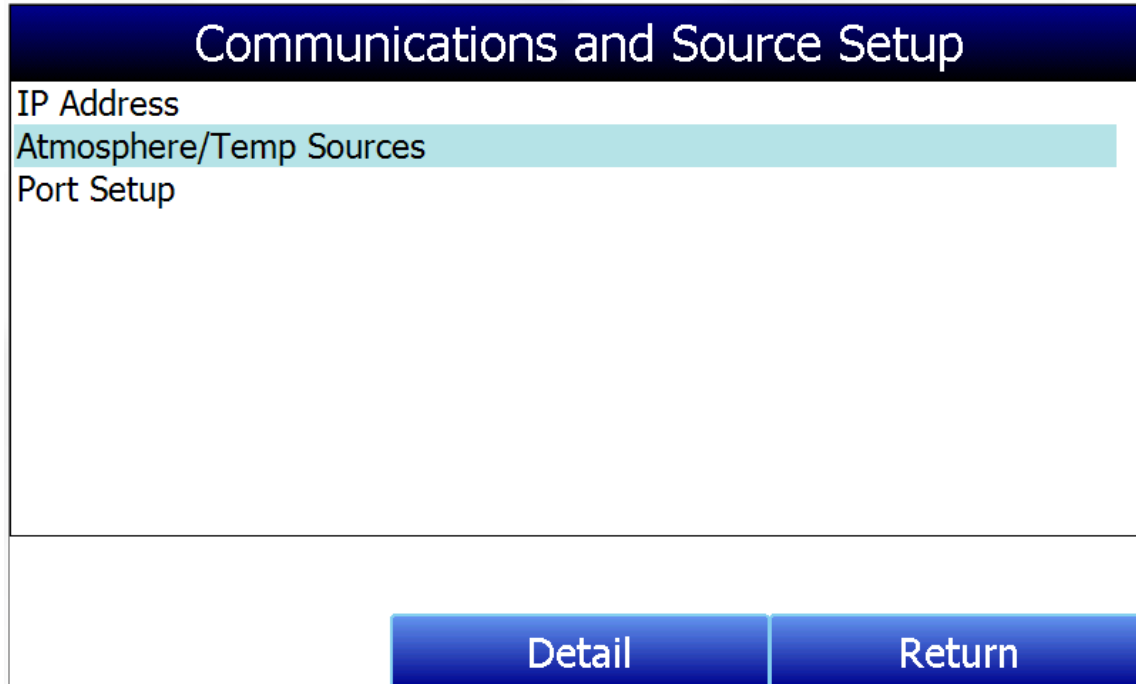 Communications and Source Setup
IP Address
Atmosphere/Temp Sources
Port Setup
Detail
Return